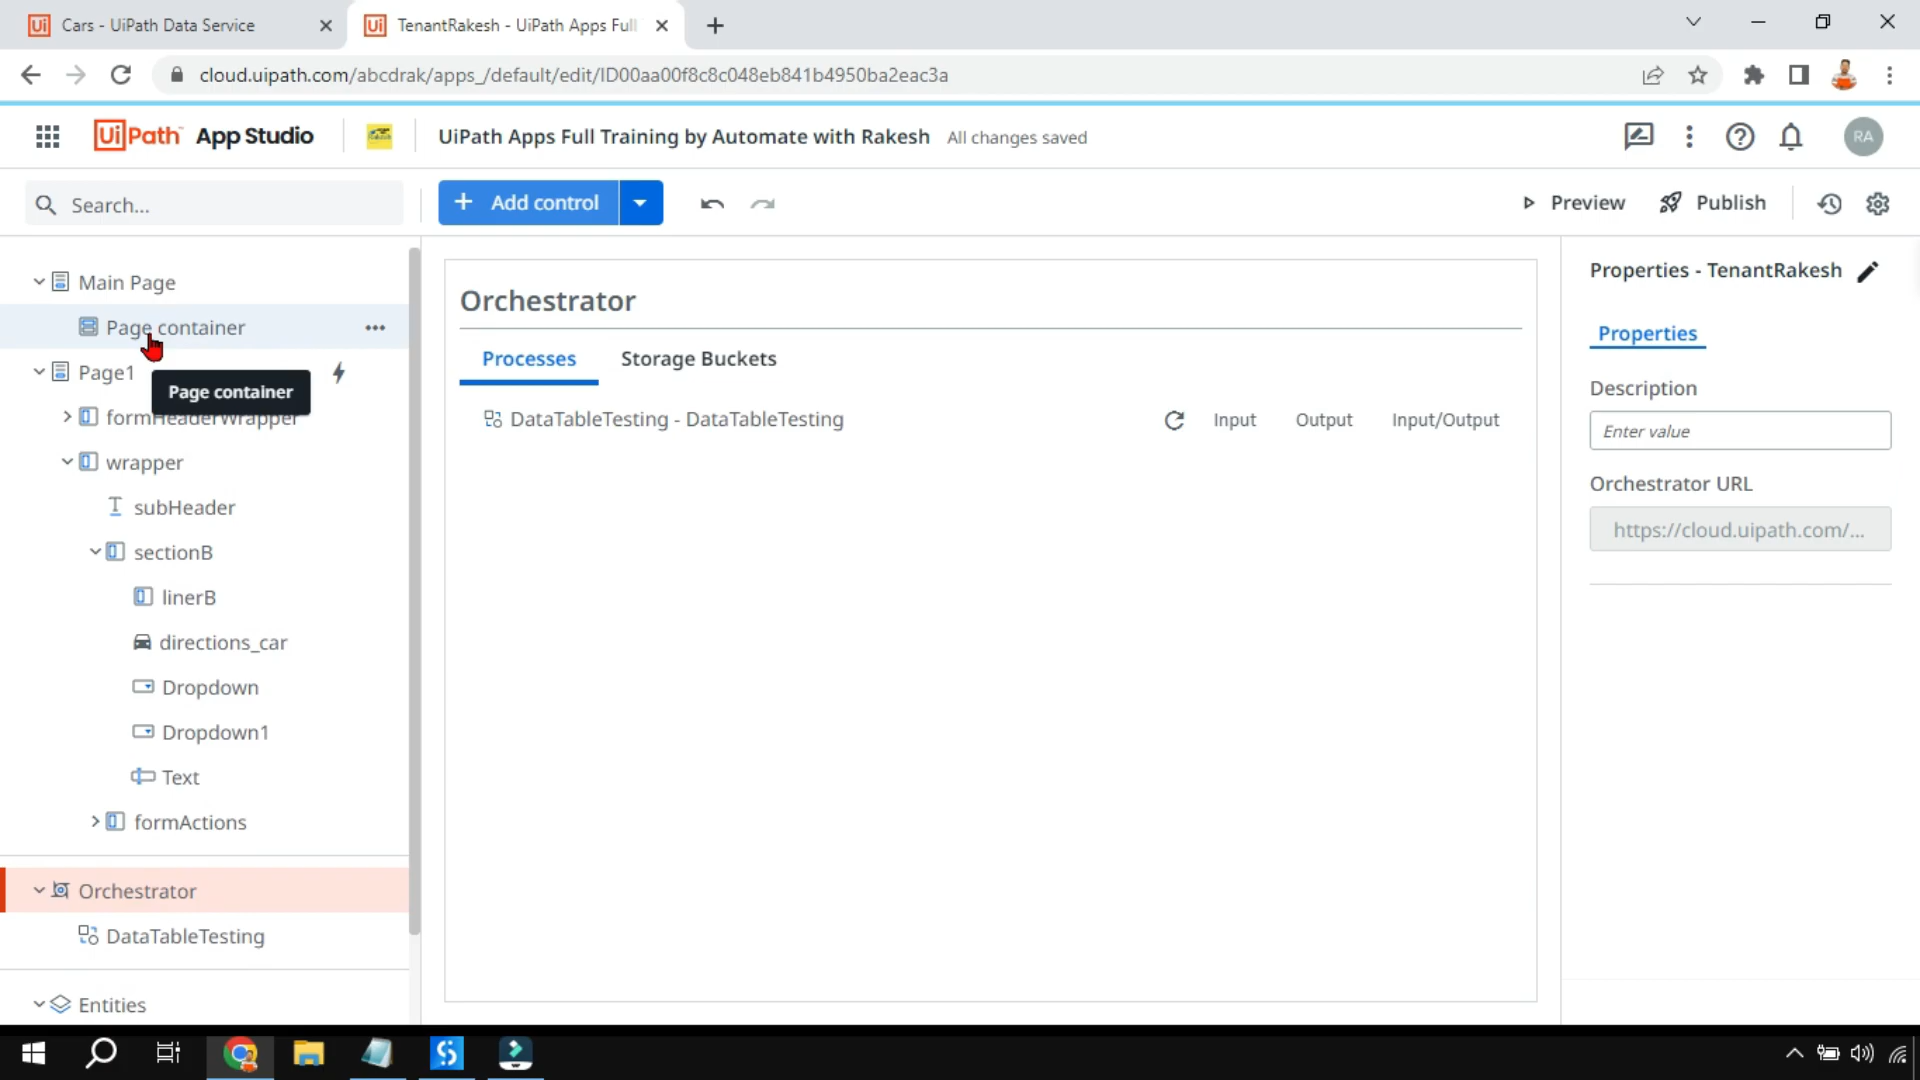 Cars - UiPath Data Service
TenantRakesh - UiPath Apps Full
cloud.uipath.com/abcdrak/apps_/default/edit/ID00aa00f8c8c048eb841b4950ba2eac3a
UiPath App Studio
UiPath Apps Full Training by Automate with Rakesh
All changes saved
RA
Search...
Add control
Preview
Publish
Main Page
Page container
Page1
Page container
formHeaderWrapper
wrapper
subHeader
sectionB
linerB
directions_car
Dropdown
Dropdown1
Text
formActions
Orchestrator
DataTableTesting
Entities
Orchestrator
Processes
Storage Buckets
DataTableTesting - DataTableTesting
Input
Output
Input/Output
Properties - TenantRakesh
Properties
Description
Enter value
Orchestrator URL
https://cloud.uipath.com/...